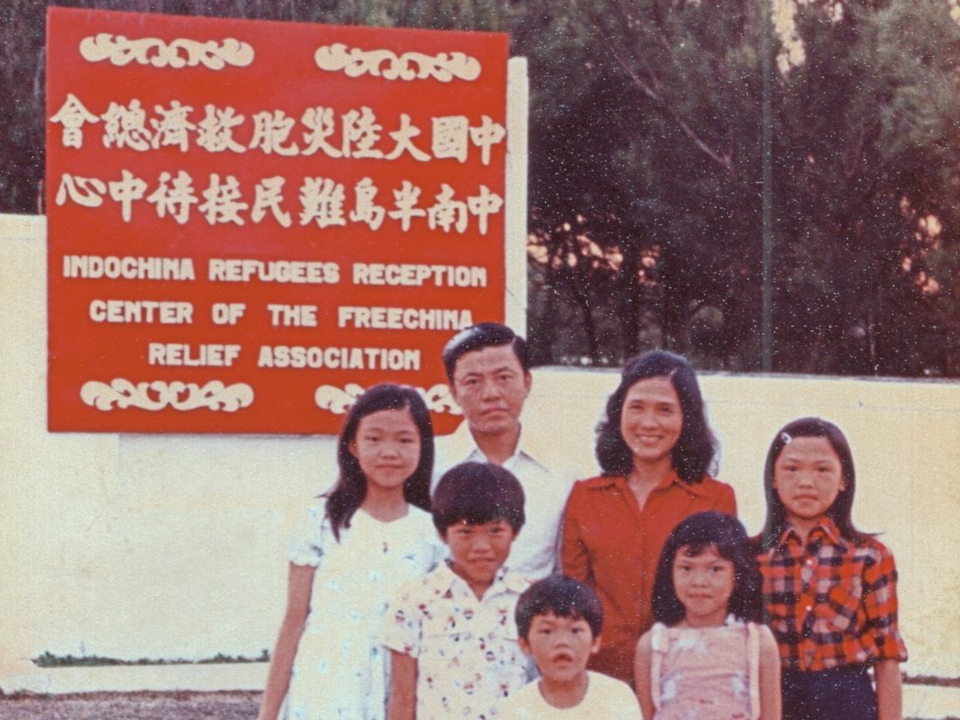 中國大陸災胞救濟總會
中南半島難民接待中心
INDOCHINA REFUGEES RECEPTION
CENTER OF THE FREECHINA
RELIEF ASSOCIATION